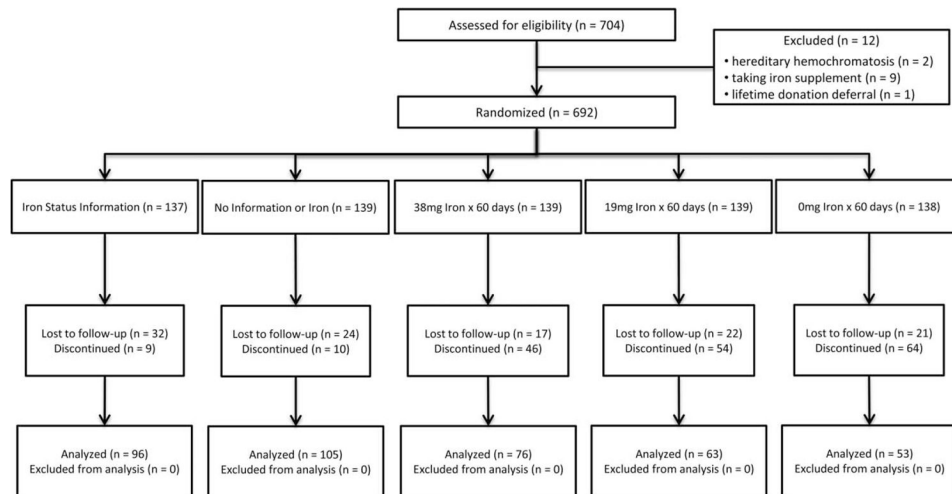 Assessed for eligibility (n = 704)
Excluded (n = 12)
• hereditary hemochromatosis (n = 2)
• taking iron supplement (n = 9)
• lifetime donation deferral (n = 1)
Randomized (n = 692)
Iron Status Information (n = 137)
No Information or Iron (n = 139)
38mg Iron x 60 days (n = 139)
19mg Iron x 60 days (n = 139)
0mg Iron x 60 days (n = 138)
Lost to follow-up (n = 32)
Discontinued (n = 9)
Lost to follow-up (n = 24)
Discontinued (n = 10)
Lost to follow-up (n = 17)
Discontinued (n = 46)
Lost to follow-up (n = 22)
Discontinued (n = 54)
Lost to follow-up (n = 21)
Discontinued (n = 64)
Analyzed (n = 96)
Excluded from analysis (n = 0)
Analyzed (n = 105)
Excluded from analysis (n = 0)
Analyzed (n = 76)
Excluded from analysis (n = 0)
Analyzed (n = 63)
Excluded from analysis (n = 0)
Analyzed (n = 53)
Excluded from analysis (n = 0)